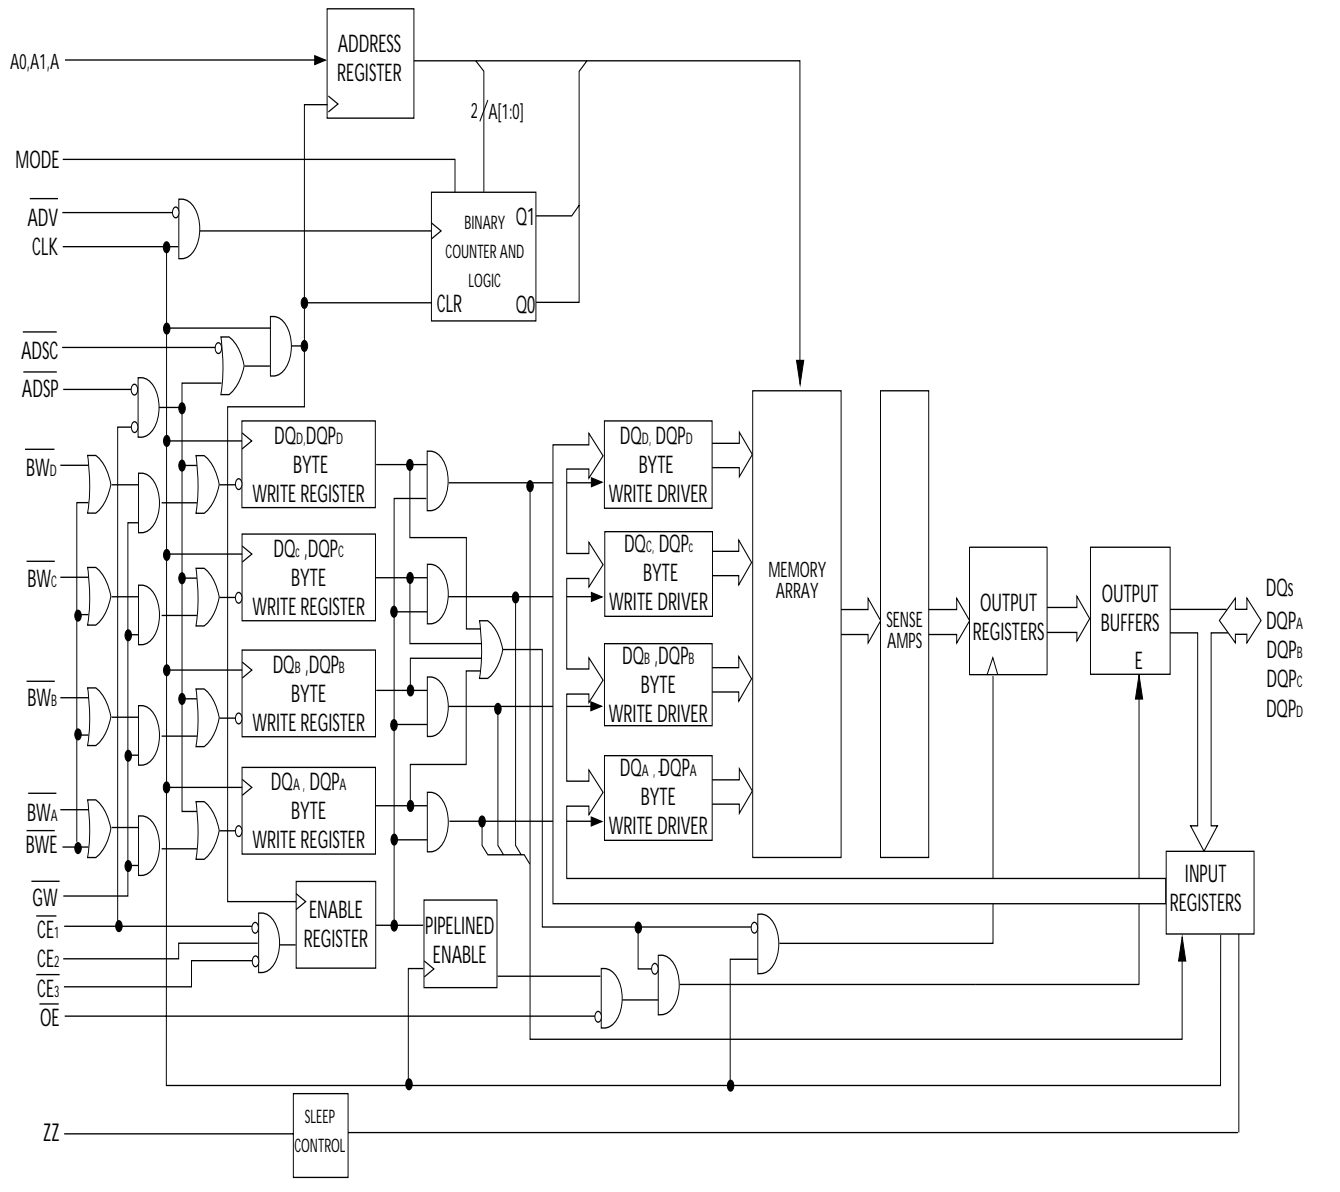 ADDRESS
REGISTER
A0,A1,A
2 A[1:0]
MODE
ADV
CLK
BINARY
COUNTER AND
LOGIC
Q1
CLR
Q0
ADSC
ADSP
BWD
DQD,DQPD
BYTE
WRITE REGISTER
DQD, DQPD
BYTE
WRITE DRIVER
BWC
DQc ,DQPC
BYTE
WRITE REGISTER
DQC, DQPc
BYTE
WRITE DRIVER
MEMORY
ARRAY
SENSE
AMPS
OUTPUT
REGISTERS
OUTPUT
BUFFERS
E
DQs
DQPA
DQPB
DQPC
DQPD
BWB
DQB ,DQPB
BYTE
WRITE REGISTER
DQB ,DQPB
BYTE
WRITE DRIVER
BWA
BWE
DQA , DQPA
BYTE
WRITE REGISTER
DQA , DQPA
BYTE
WRITE DRIVER
GW
CE1
CE2
CE3
OE
ENABLE
REGISTER
PIPELINED
ENABLE
INPUT
REGISTERS
SLEEP
CONTROL
ZZ